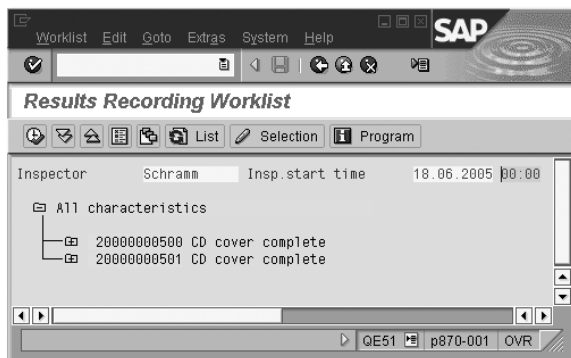 Worklist Edit Goto Extras System Help
SAP
Results Recording Worklist
List Selection Program
Inspector Schramm Insp.start time 18.06.2005 00:00
All characteristics
20000000500 CD cover complete
20000000501 CD cover complete
QE51 p870-001 OVR